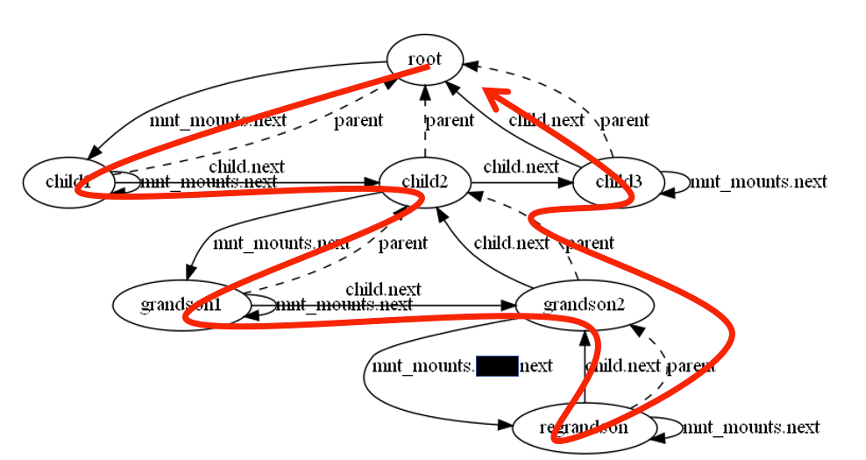 root
mnt_mounts.next
parent
parent
child.next
parent
child.next
child.next
child1
mnt_mounts.next
child2
child3
mnt_mounts.next
mnt_mounts.next
parent
child.next
parent
child.next
grandson1
mnt_mounts.next
grandson2
mnt_mounts.
next
child.next
parent
regrandson
mnt_mounts.next